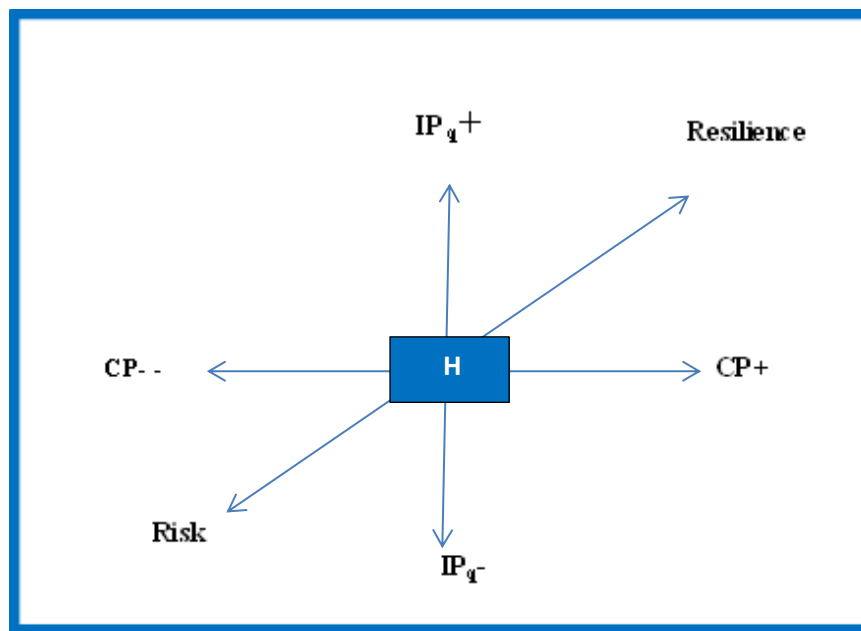 IPq+
Resilience
H
CP- -
CP+
Risk
IPq-